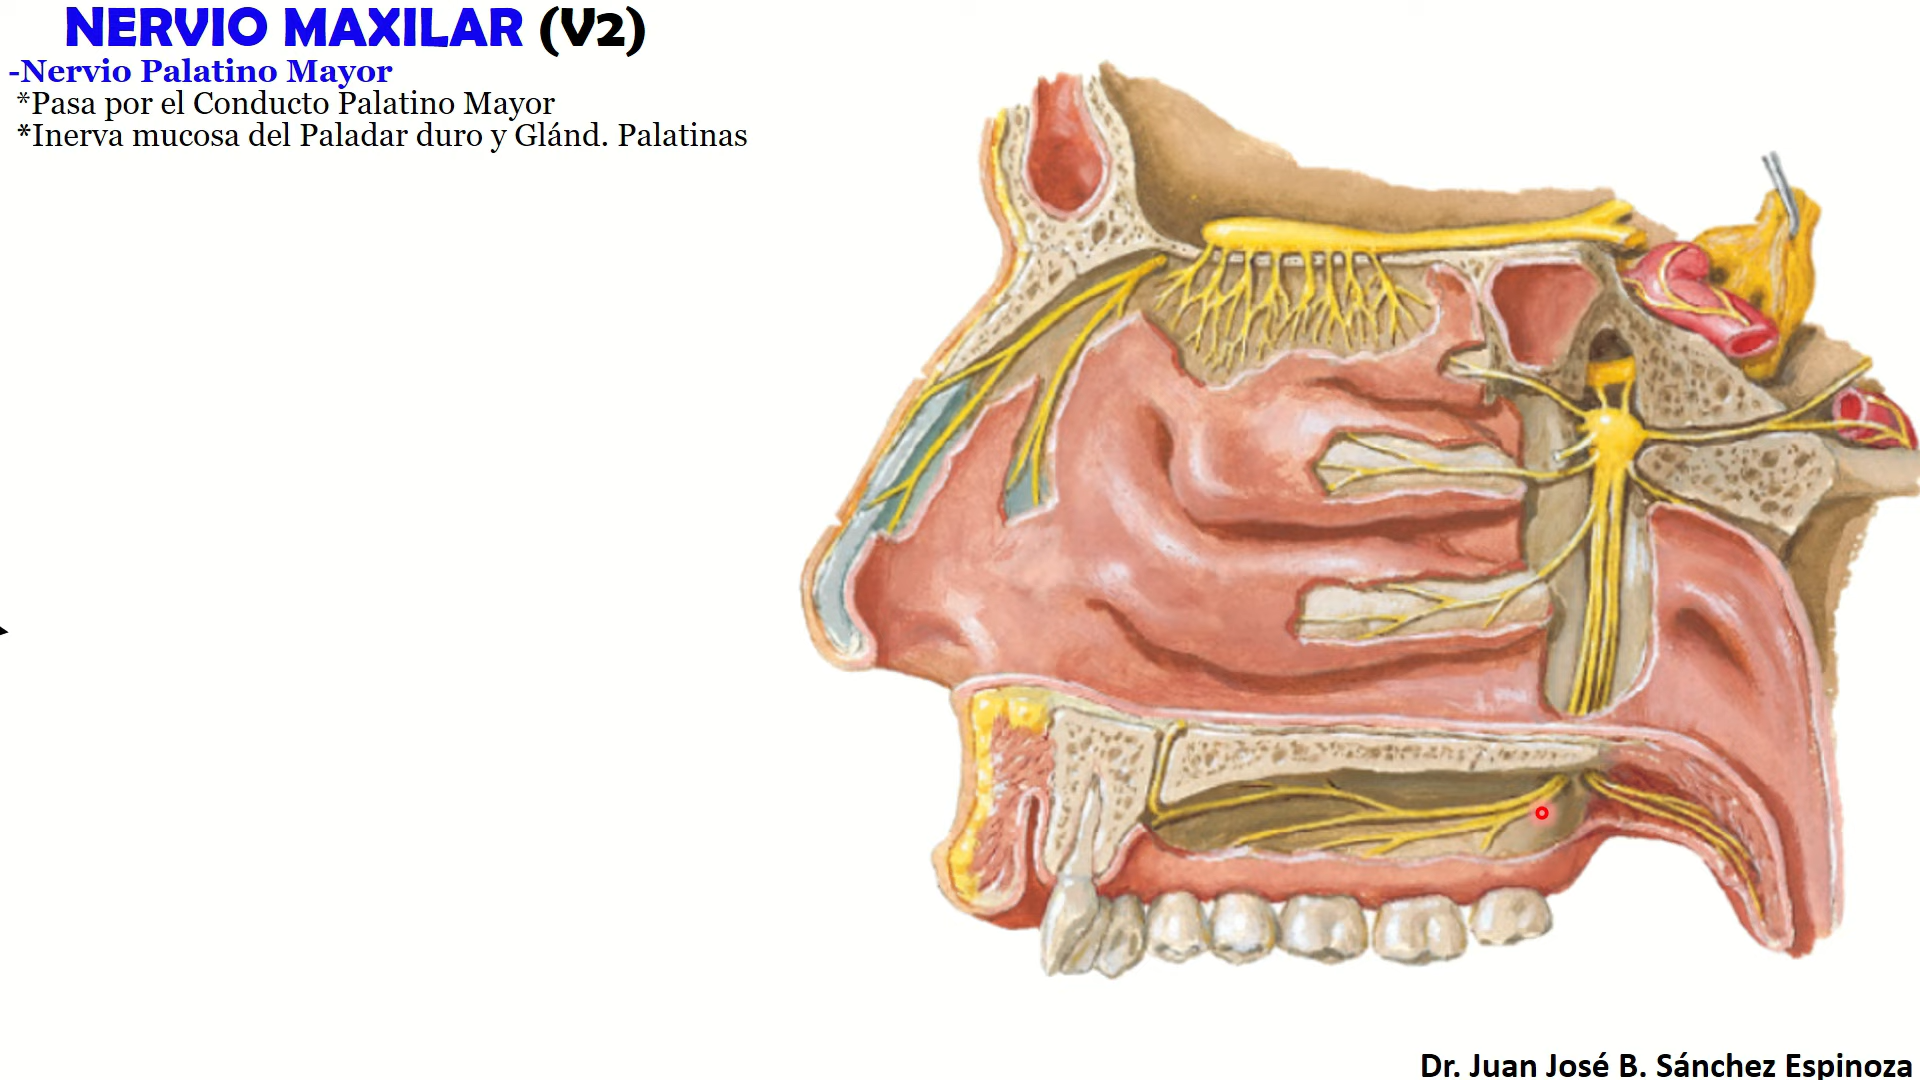 NERVIO MAXILAR (V2)
-Nervio Palatino Mayor
*Pasa por el Conducto Palatino Mayor
*Inerva mucosa del Paladar duro y Glánd. Palatinas
Dr. Juan José B. Sánchez Espinoza